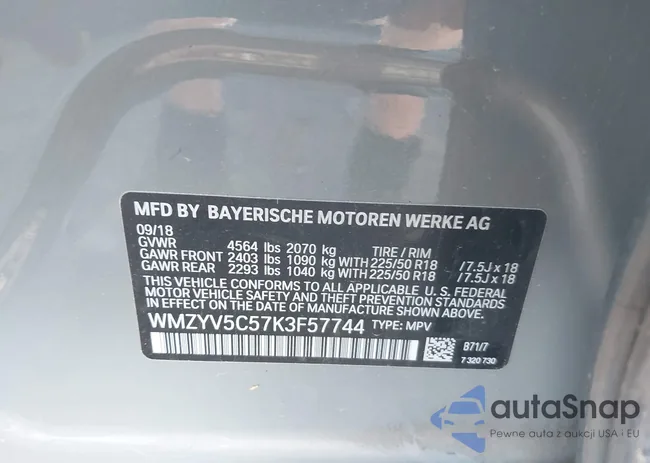 MFD BY BAYERISCHE MOTOREN WERKE AG
09/18
GVWR 4564 lbs 2070 kg TIRE / RIM
GAWR FRONT 2403 lbs 1090 kg WITH 225/50 R18 / 7.5J x 18
GAWR REAR 2293 lbs 1040 kg WITH 225/50 R18 / 7.5J x 18
THIS VEHICLE CONFORMS TO ALL APPLICABLE U.S. FEDERAL
MOTOR VEHICLE SAFETY, BUMPER, AND THEFT PREVENTION STANDARDS
IN EFFECT ON THE DATE OF MANUFACTURE SHOWN ABOVE.
WMZYV5C57K3F57744 TYPE: MPV
B71/7
7 320 730
autaSnap
Pewne auta z aukcji USA i EU